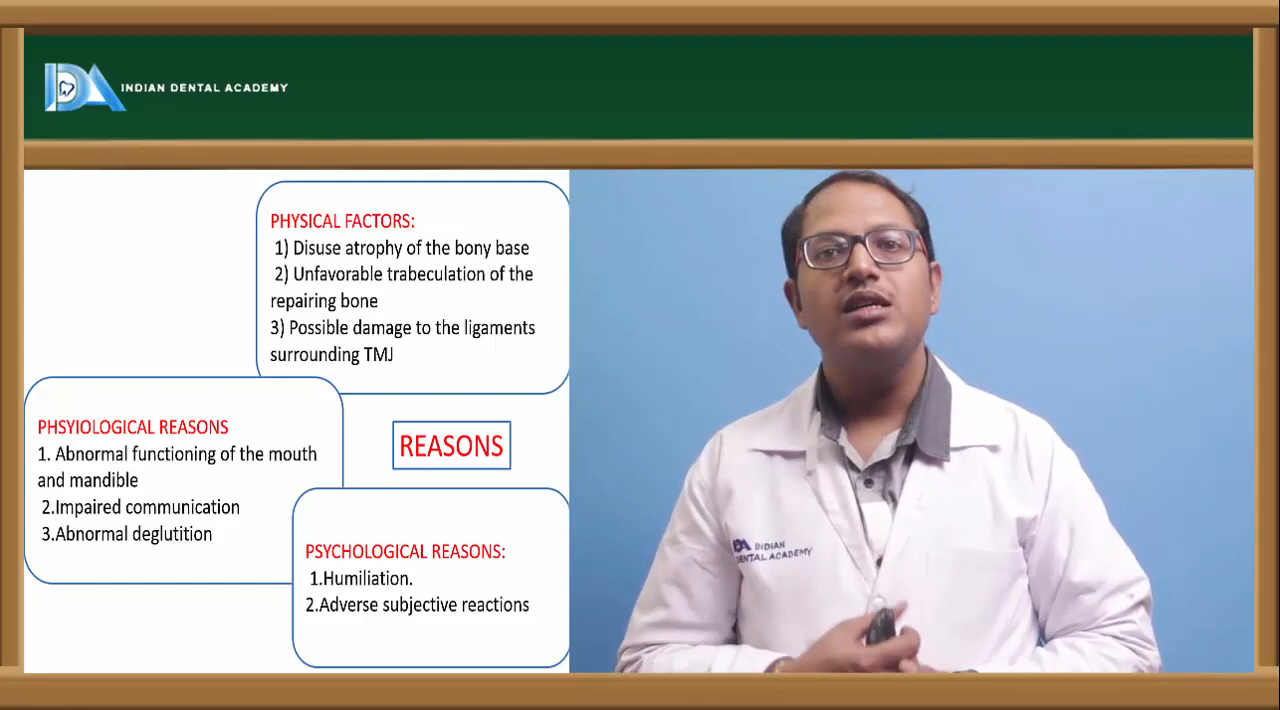 INDIAN DENTAL ACADEMY
PHYSICAL FACTORS:
1) Disuse atrophy of the bony base
2) Unfavorable trabeculation of the
repairing bone
3) Possible damage to the ligaments
surrounding TMJ
PHSYIOLOGICAL REASONS
1. Abnormal functioning of the mouth
and mandible
2.Impaired communication
3.Abnormal deglutition
REASONS
PSYCHOLOGICAL REASONS:
1.Humiliation.
2.Adverse subjective reactions
INDIAN
DENTAL ACADEMY